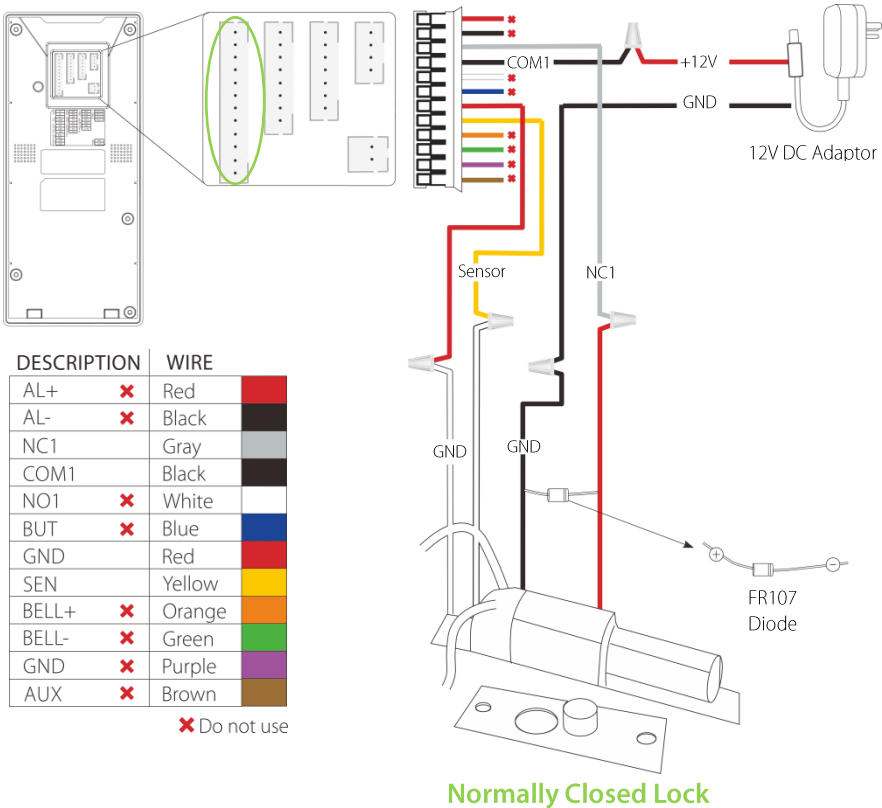 COM1
+12V
GND
12V DC Adaptor
Sensor
NC1
GND
GND
+
−
FR107
Diode
DESCRIPTION WIRE
AL+ ✖ Red
AL- ✖ Black
NC1 Gray
COM1 Black
NO1 ✖ White
BUT ✖ Blue
GND Red
SEN Yellow
BELL+ ✖ Orange
BELL- ✖ Green
GND ✖ Purple
AUX ✖ Brown
✖ Do not use
Normally Closed Lock